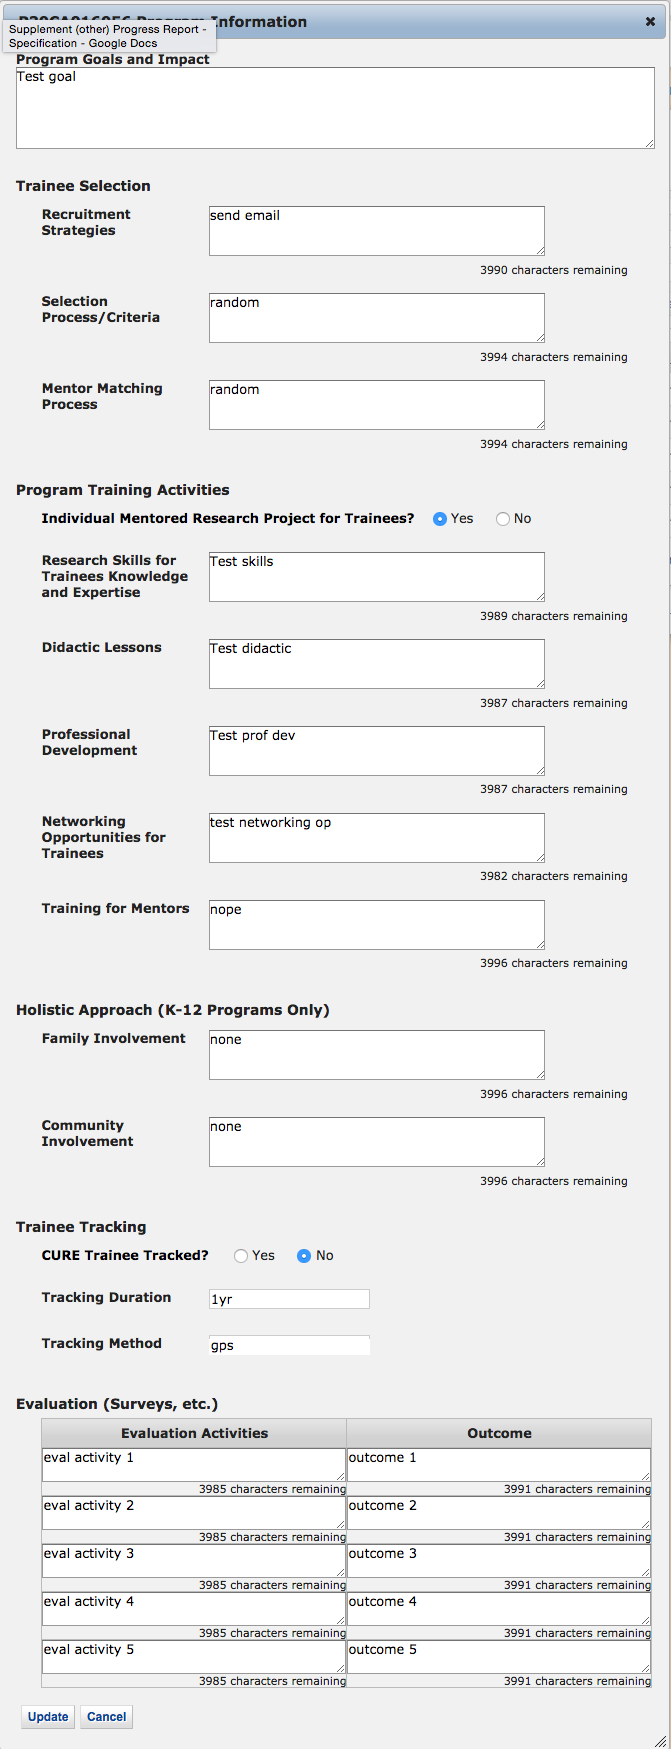 Program Information ✖
Supplement (other) Progress Report -
Specification - Google Docs
Program Goals and Impact
Test goal
Trainee Selection
Recruitment
Strategies
send email
3990 characters remaining
Selection
Process/Criteria
random
3994 characters remaining
Mentor Matching
Process
random
3994 characters remaining
Program Training Activities
Individual Mentored Research Project for Trainees? Yes No
Research Skills for
Trainees Knowledge
and Expertise
Test skills
3989 characters remaining
Didactic Lessons
Test didactic
3987 characters remaining
Professional
Development
Test prof dev
3987 characters remaining
Networking
Opportunities for
Trainees
test networking op
3982 characters remaining
Training for Mentors
nope
3996 characters remaining
Holistic Approach (K-12 Programs Only)
Family Involvement
none
3996 characters remaining
Community
Involvement
none
3996 characters remaining
Trainee Tracking
CURE Trainee Tracked? Yes No
Tracking Duration 1yr
Tracking Method gps
Evaluation (Surveys, etc.)
Evaluation Activities Outcome
eval activity 1 outcome 1
3985 characters remaining 3991 characters remaining
eval activity 2 outcome 2
3985 characters remaining 3991 characters remaining
eval activity 3 outcome 3
3985 characters remaining 3991 characters remaining
eval activity 4 outcome 4
3985 characters remaining 3991 characters remaining
eval activity 5 outcome 5
3985 characters remaining 3991 characters remaining
Update Cancel